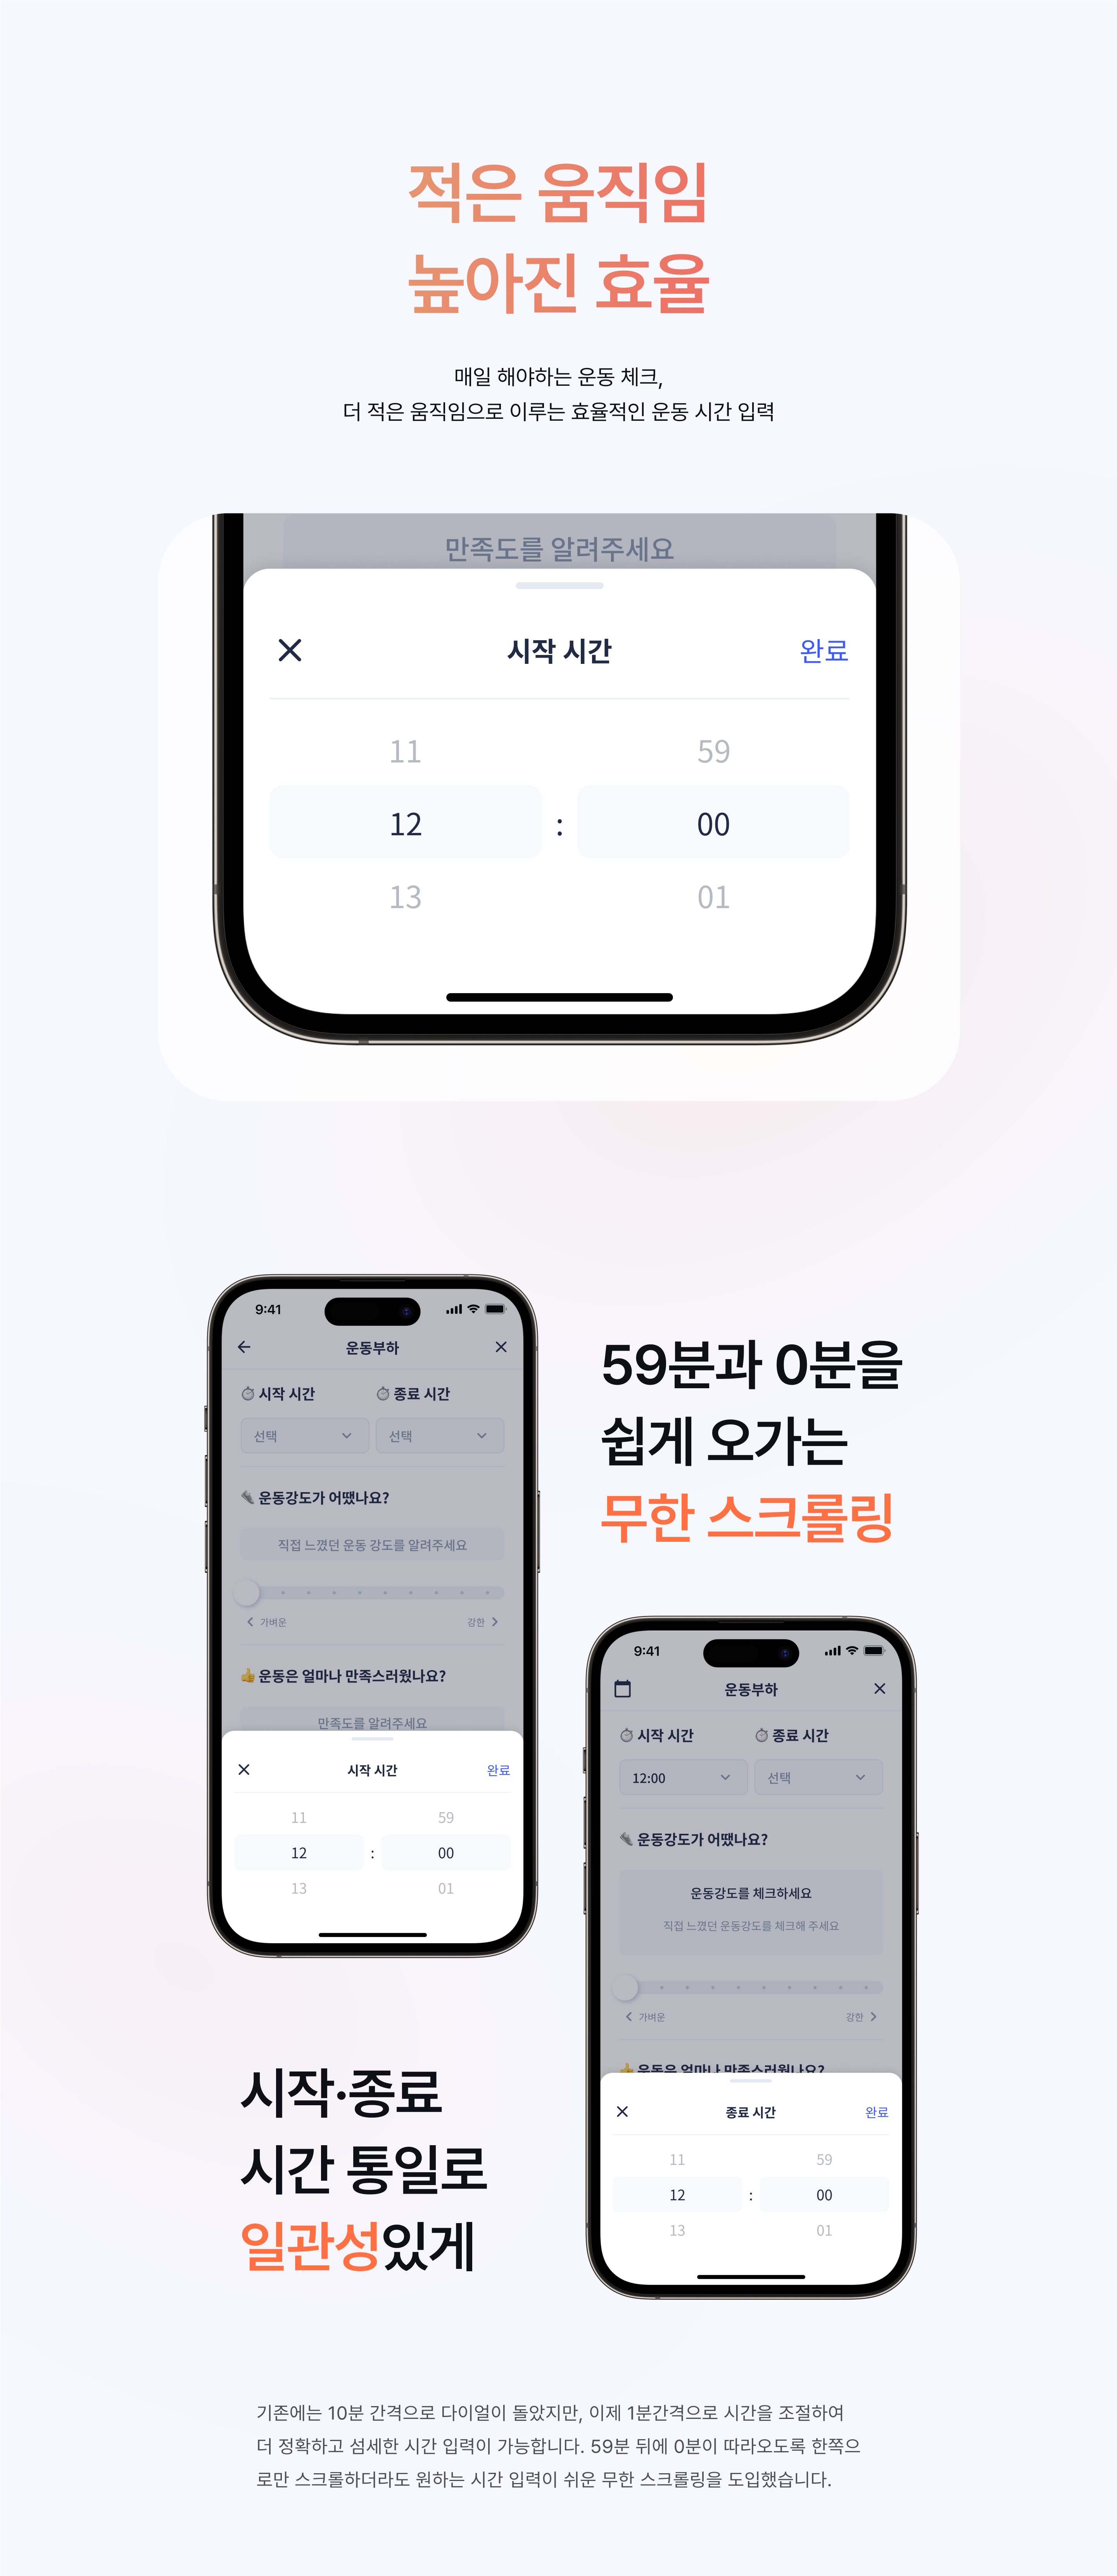 적은 움직임
높아진 효율
매일 해야하는 운동 체크,
더 적은 움직임으로 이루는 효율적인 운동 시간 입력
만족도를 알려주세요
시작 시간
완료
11 59
12 : 00
13 01
9:41
운동부하
시작 시간 종료 시간
선택 선택
운동강도가 어땠나요?
직접 느꼈던 운동 강도를 알려주세요
가벼운 강한
운동은 얼마나 만족스러웠나요?
만족도를 알려주세요
시작 시간 완료
11 59
12 : 00
13 01
59분과 0분을
쉽게 오가는
무한 스크롤링
9:41
운동부하
시작 시간 종료 시간
12:00 선택
운동강도가 어땠나요?
운동강도를 체크하세요
직접 느꼈던 운동강도를 체크해 주세요
가벼운 강한
운동은 얼마나 만족스러웠나요?
종료 시간 완료
11 59
12 : 00
13 01
시작·종료
시간 통일로
일관성있게
기존에는 10분 간격으로 다이얼이 돌았지만, 이제 1분간격으로 시간을 조절하여
더 정확하고 섬세한 시간 입력이 가능합니다. 59분 뒤에 0분이 따라오도록 한쪽으
로만 스크롤하더라도 원하는 시간 입력이 쉬운 무한 스크롤링을 도입했습니다.